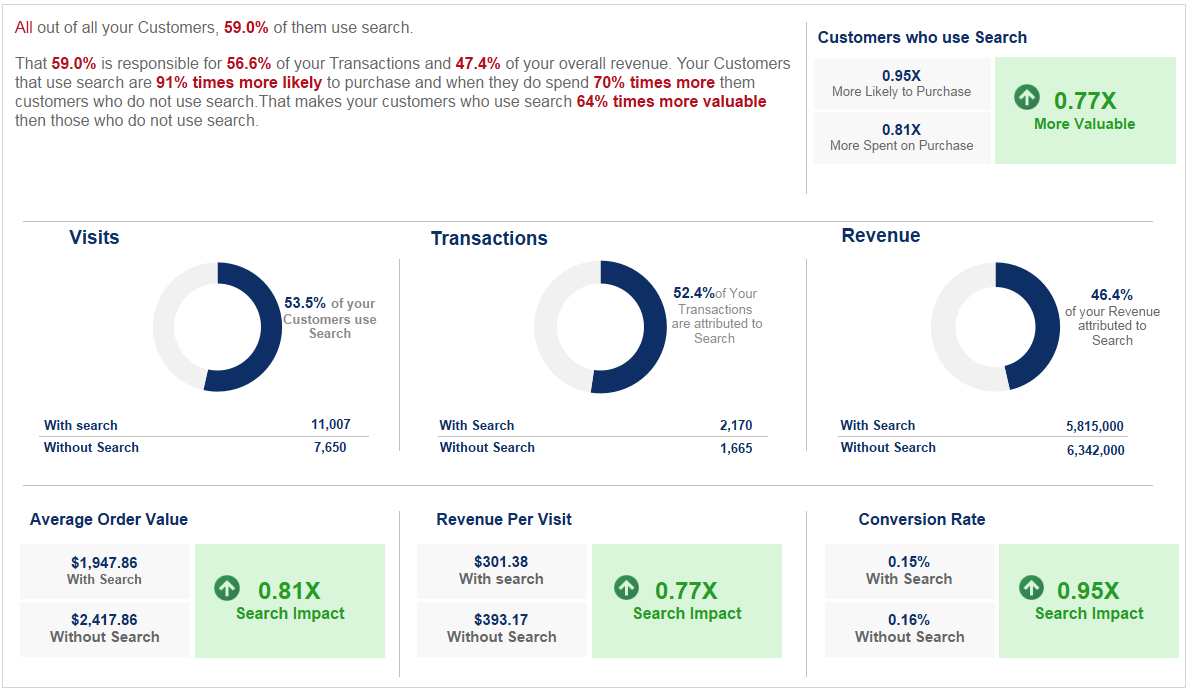 All out of all your Customers, 59.0% of them use search.
That 59.0% is responsible for 56.6% of your Transactions and 47.4% of your overall revenue. Your Customers
that use search are 91% times more likely to purchase and when they do spend 70% times more them
customers who do not use search.That makes your customers who use search 64% times more valuable
then those who do not use search.
Customers who use Search
0.95X
More Likely to Purchase
0.81X
More Spent on Purchase
0.77X
More Valuable
Visits
53.5% of your
Customers use
Search
With search 11,007
Without Search 7,650
Transactions
52.4%of Your
Transactions
are attributed to
Search
With Search 2,170
Without Search 1,665
Revenue
46.4%
of your Revenue
attributed to
Search
With Search 5,815,000
Without Search 6,342,000
Average Order Value
$1,947.86
With Search
$2,417.86
Without Search
0.81X
Search Impact
Revenue Per Visit
$301.38
With search
$393.17
Without Search
0.77X
Search Impact
Conversion Rate
0.15%
With Search
0.16%
Without Search
0.95X
Search Impact